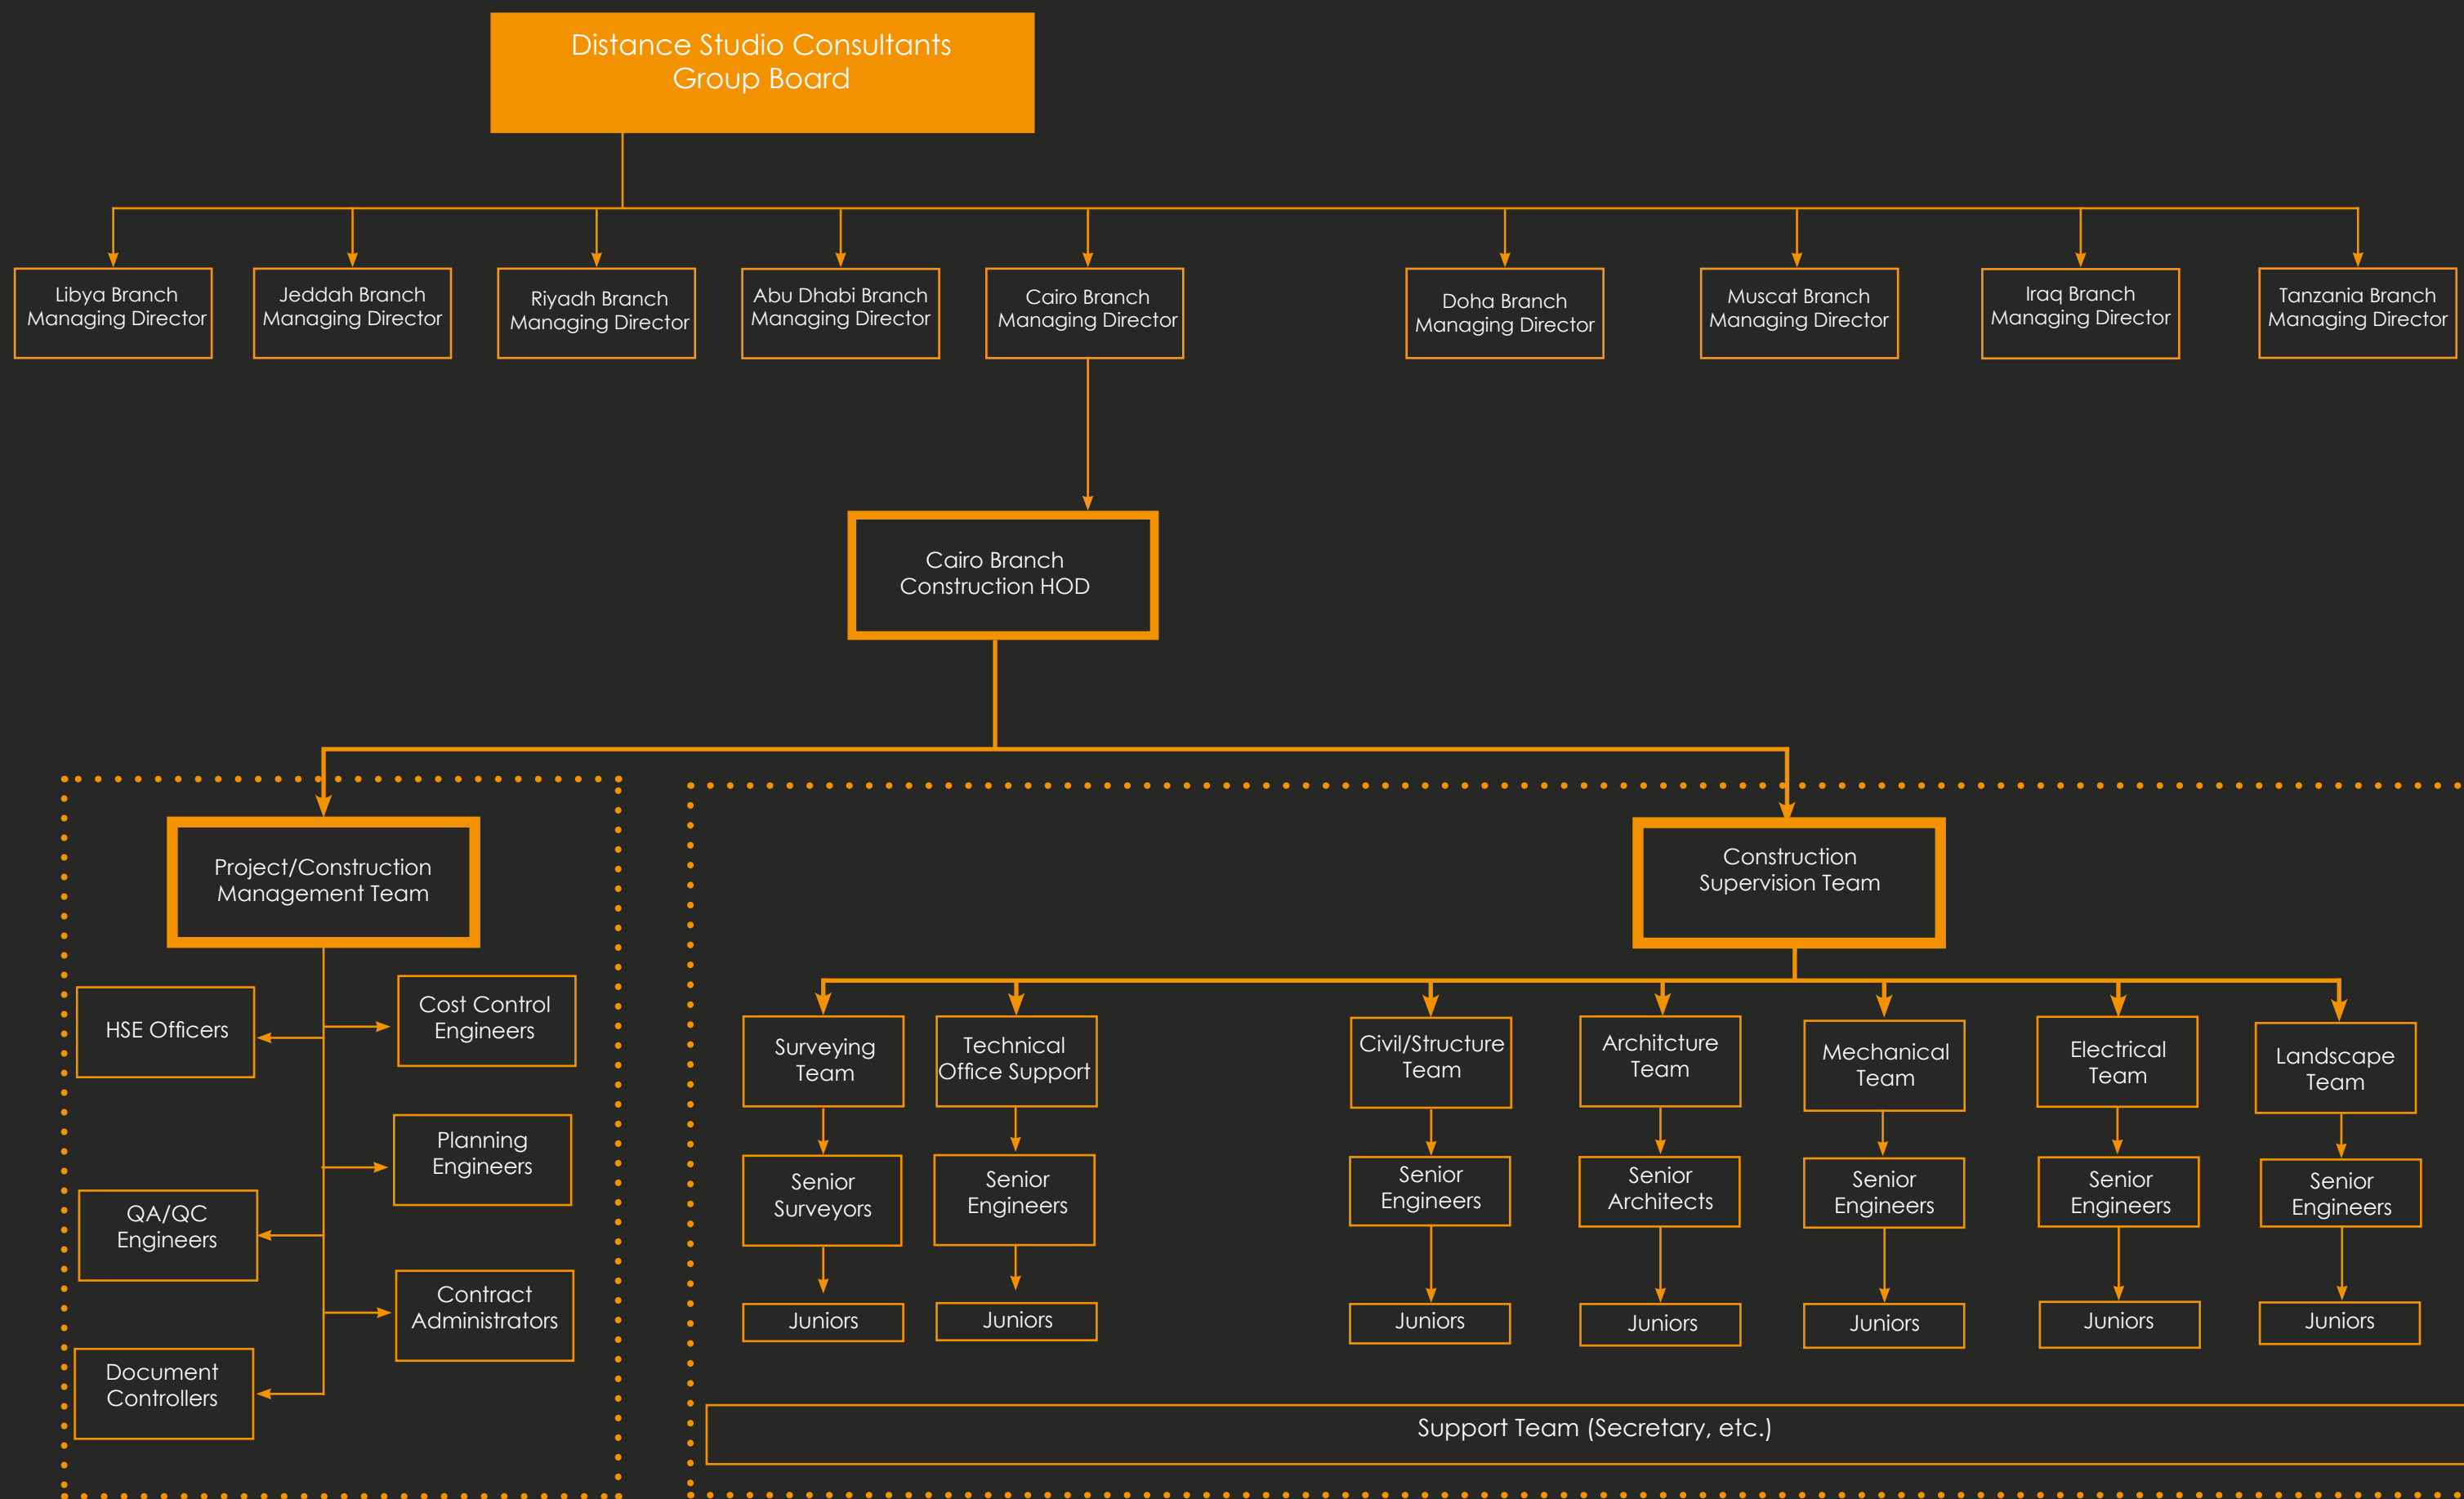 Distance Studio Consultants
Group Board
Libya Branch
Managing Director
Jeddah Branch
Managing Director
Riyadh Branch
Managing Director
Abu Dhabi Branch
Managing Director
Cairo Branch
Managing Director
Doha Branch
Managing Director
Muscat Branch
Managing Director
Iraq Branch
Managing Director
Tanzania Branch
Managing Director
Cairo Branch
Construction HOD
Project/Construction
Management Team
HSE Officers
Cost Control
Engineers
Planning
Engineers
QA/QC
Engineers
Contract
Administrators
Document
Controllers
Construction
Supervision Team
Surveying
Team
Technical
Office Support
Civil/Structure
Team
Architcture
Team
Mechanical
Team
Electrical
Team
Landscape
Team
Senior
Surveyors
Senior
Engineers
Senior
Engineers
Senior
Architects
Senior
Engineers
Senior
Engineers
Senior
Engineers
Juniors
Juniors
Juniors
Juniors
Juniors
Juniors
Juniors
Support Team (Secretary, etc.)